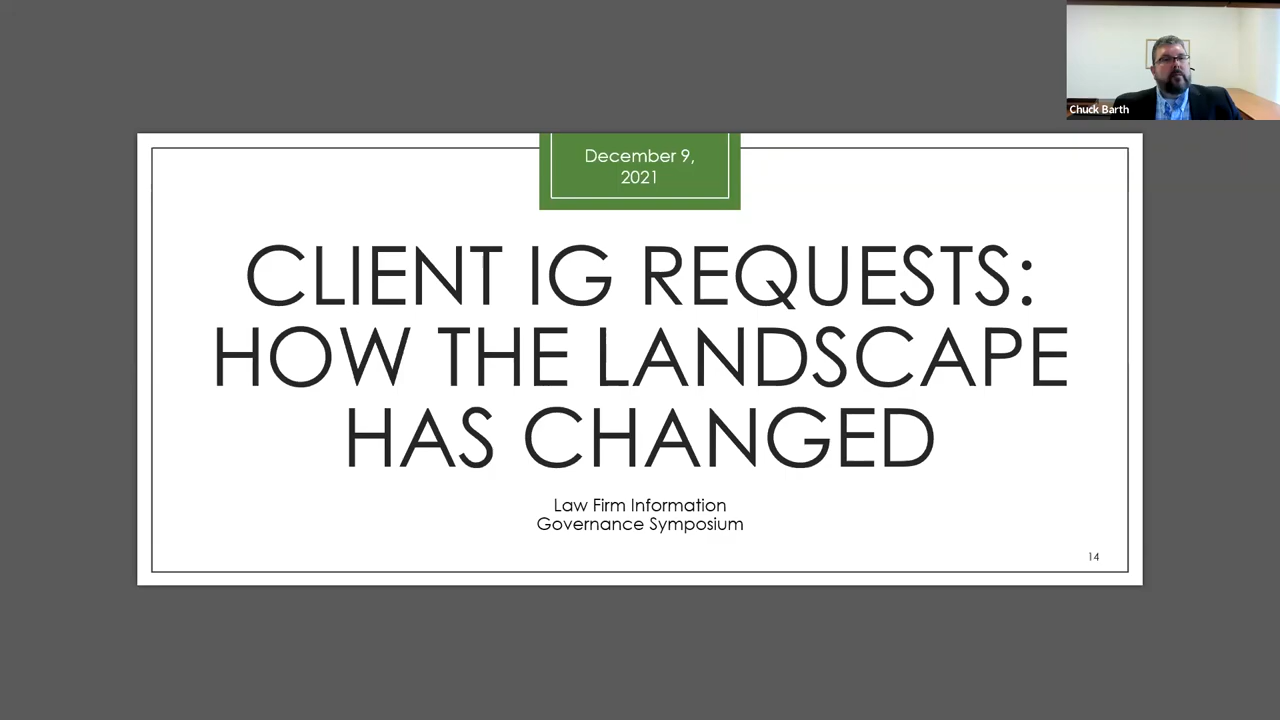 Chuck Barth
December 9,
2021
CLIENT IG REQUESTS:
HOW THE LANDSCAPE
HAS CHANGED
Law Firm Information
Governance Symposium
14